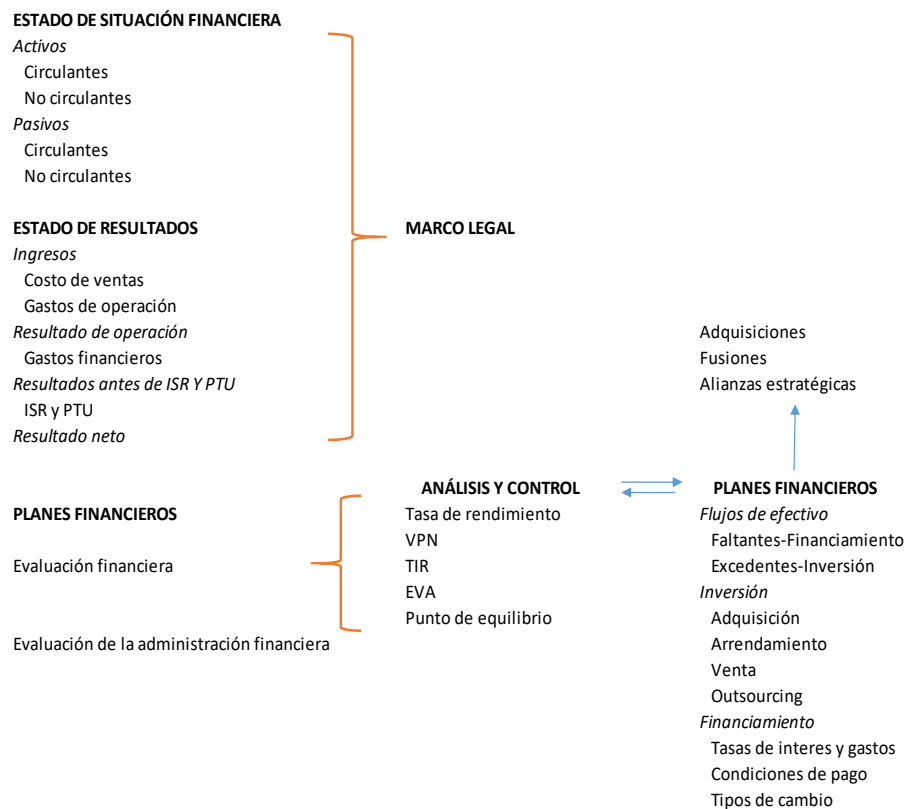 ESTADO DE SITUACIÓN FINANCIERA
Activos
Circulantes
No circulantes
Pasivos
Circulantes
No circulantes
ESTADO DE RESULTADOS
Ingresos
Costo de ventas
Gastos de operación
Resultado de operación
Gastos financieros
Resultados antes de ISR Y PTU
ISR y PTU
Resultado neto
MARCO LEGAL
PLANES FINANCIEROS
Evaluación financiera
Evaluación de la administración financiera
ANÁLISIS Y CONTROL
Tasa de rendimiento
VPN
TIR
EVA
Punto de equilibrio
Adquisiciones
Fusiones
Alianzas estratégicas
PLANES FINANCIEROS
Flujos de efectivo
Faltantes-Financiamiento
Excedentes-Inversión
Inversión
Adquisición
Arrendamiento
Venta
Outsourcing
Financiamiento
Tasas de interes y gastos
Condiciones de pago
Tipos de cambio